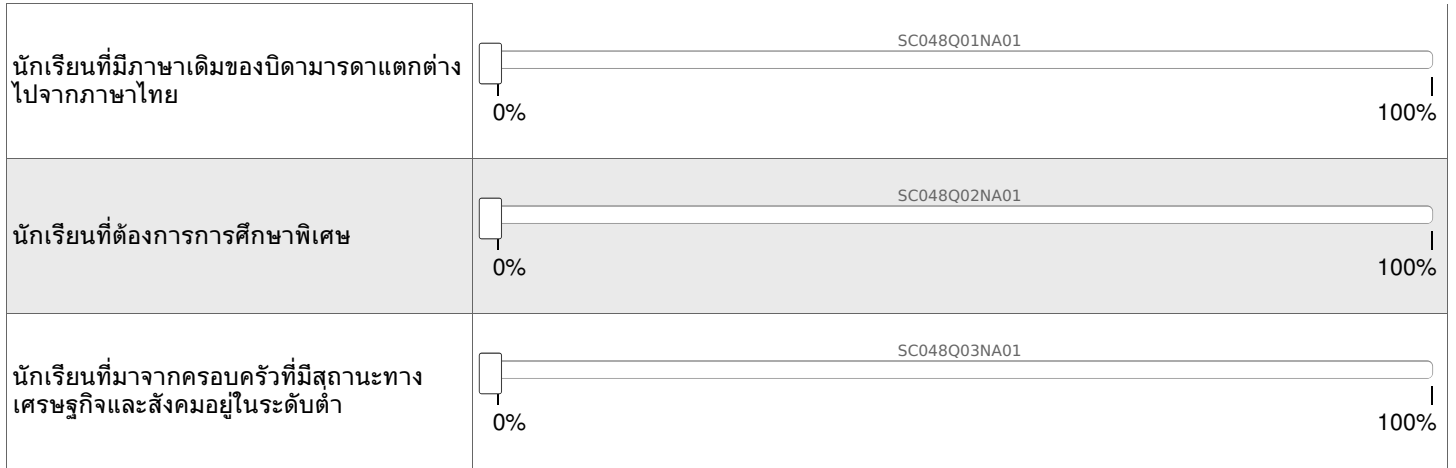 SC048Q01NA01
นักเรียนที่มีภาษาเดิมของบิดามารดาแตกต่าง
ไปจากภาษาไทย
0% 100%
SC048Q02NA01
นักเรียนที่ต้องการการศึกษาพิเศษ
0% 100%
SC048Q03NA01
นักเรียนที่มาจากครอบครัวที่มีสถานะทาง
เศรษฐกิจและสังคมอยู่ในระดับต่ำ
0% 100%